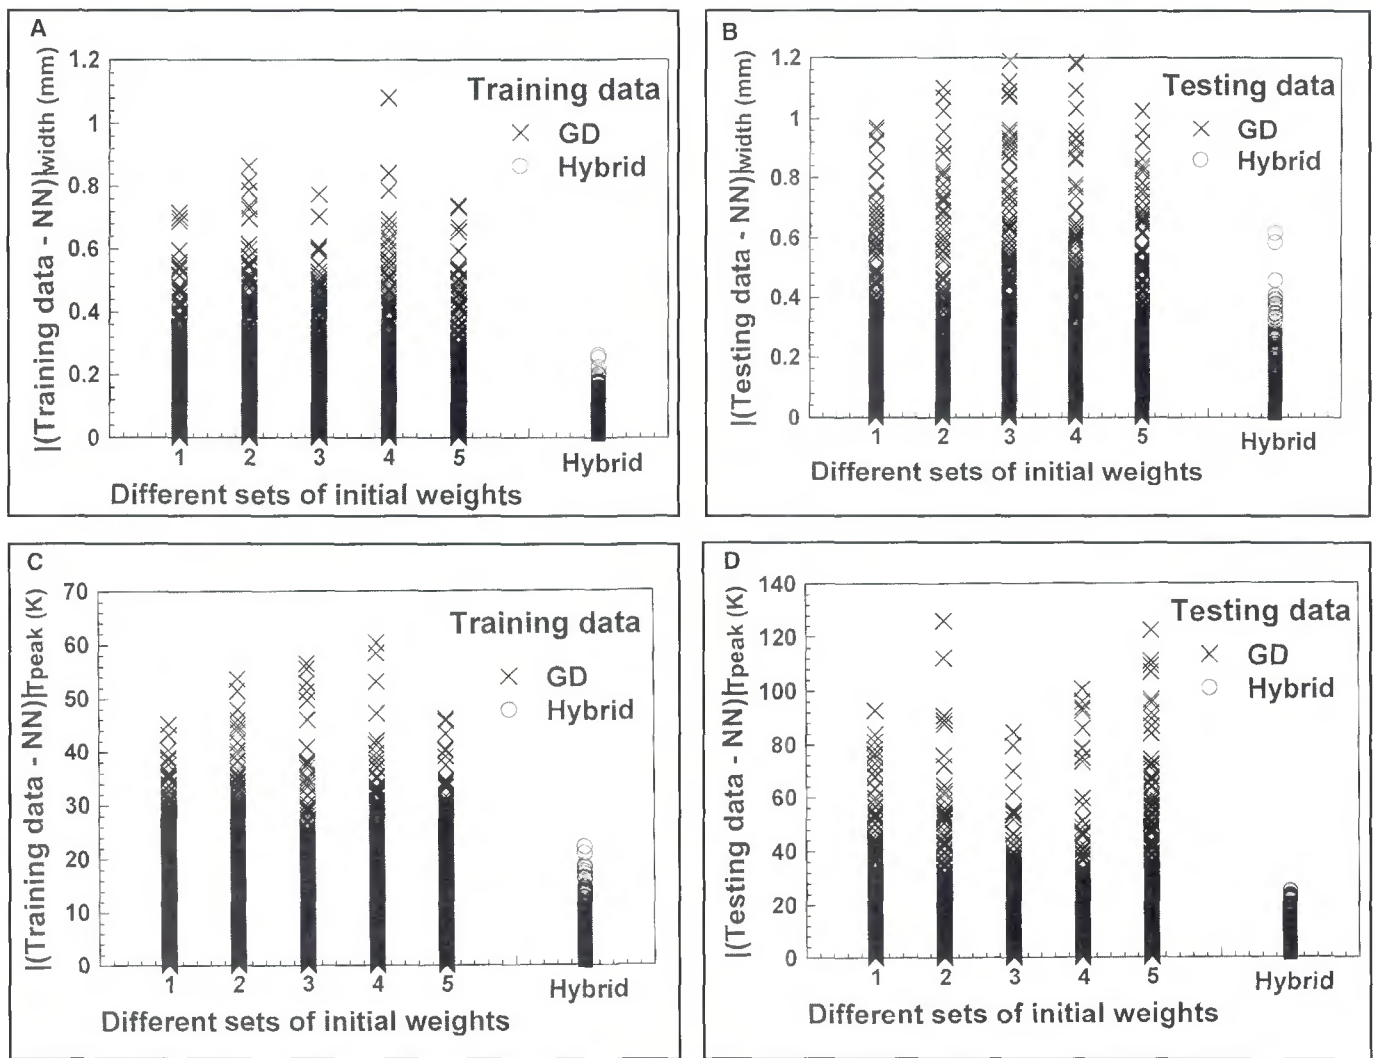 A
|(Training data - NN)|width (mm)
1.2
1
0.8
0.6
0.4
0.2
0
Training data
GD
Hybrid
1 2 3 4 5 Hybrid
Different sets of initial weights
B
|(Testing data - NN)|width (mm)
1.2
1
0.8
0.6
0.4
0.2
0
Testing data
GD
Hybrid
1 2 3 4 5 Hybrid
Different sets of initial weights
C
|(Training data - NN)|Tpeak (K)
70
60
50
40
30
20
10
0
Training data
GD
Hybrid
1 2 3 4 5 Hybrid
Different sets of initial weights
D
|(Testing data - NN)|Tpeak (K)
140
120
100
80
60
40
20
0
Testing data
GD
Hybrid
1 2 3 4 5 Hybrid
Different sets of initial weights